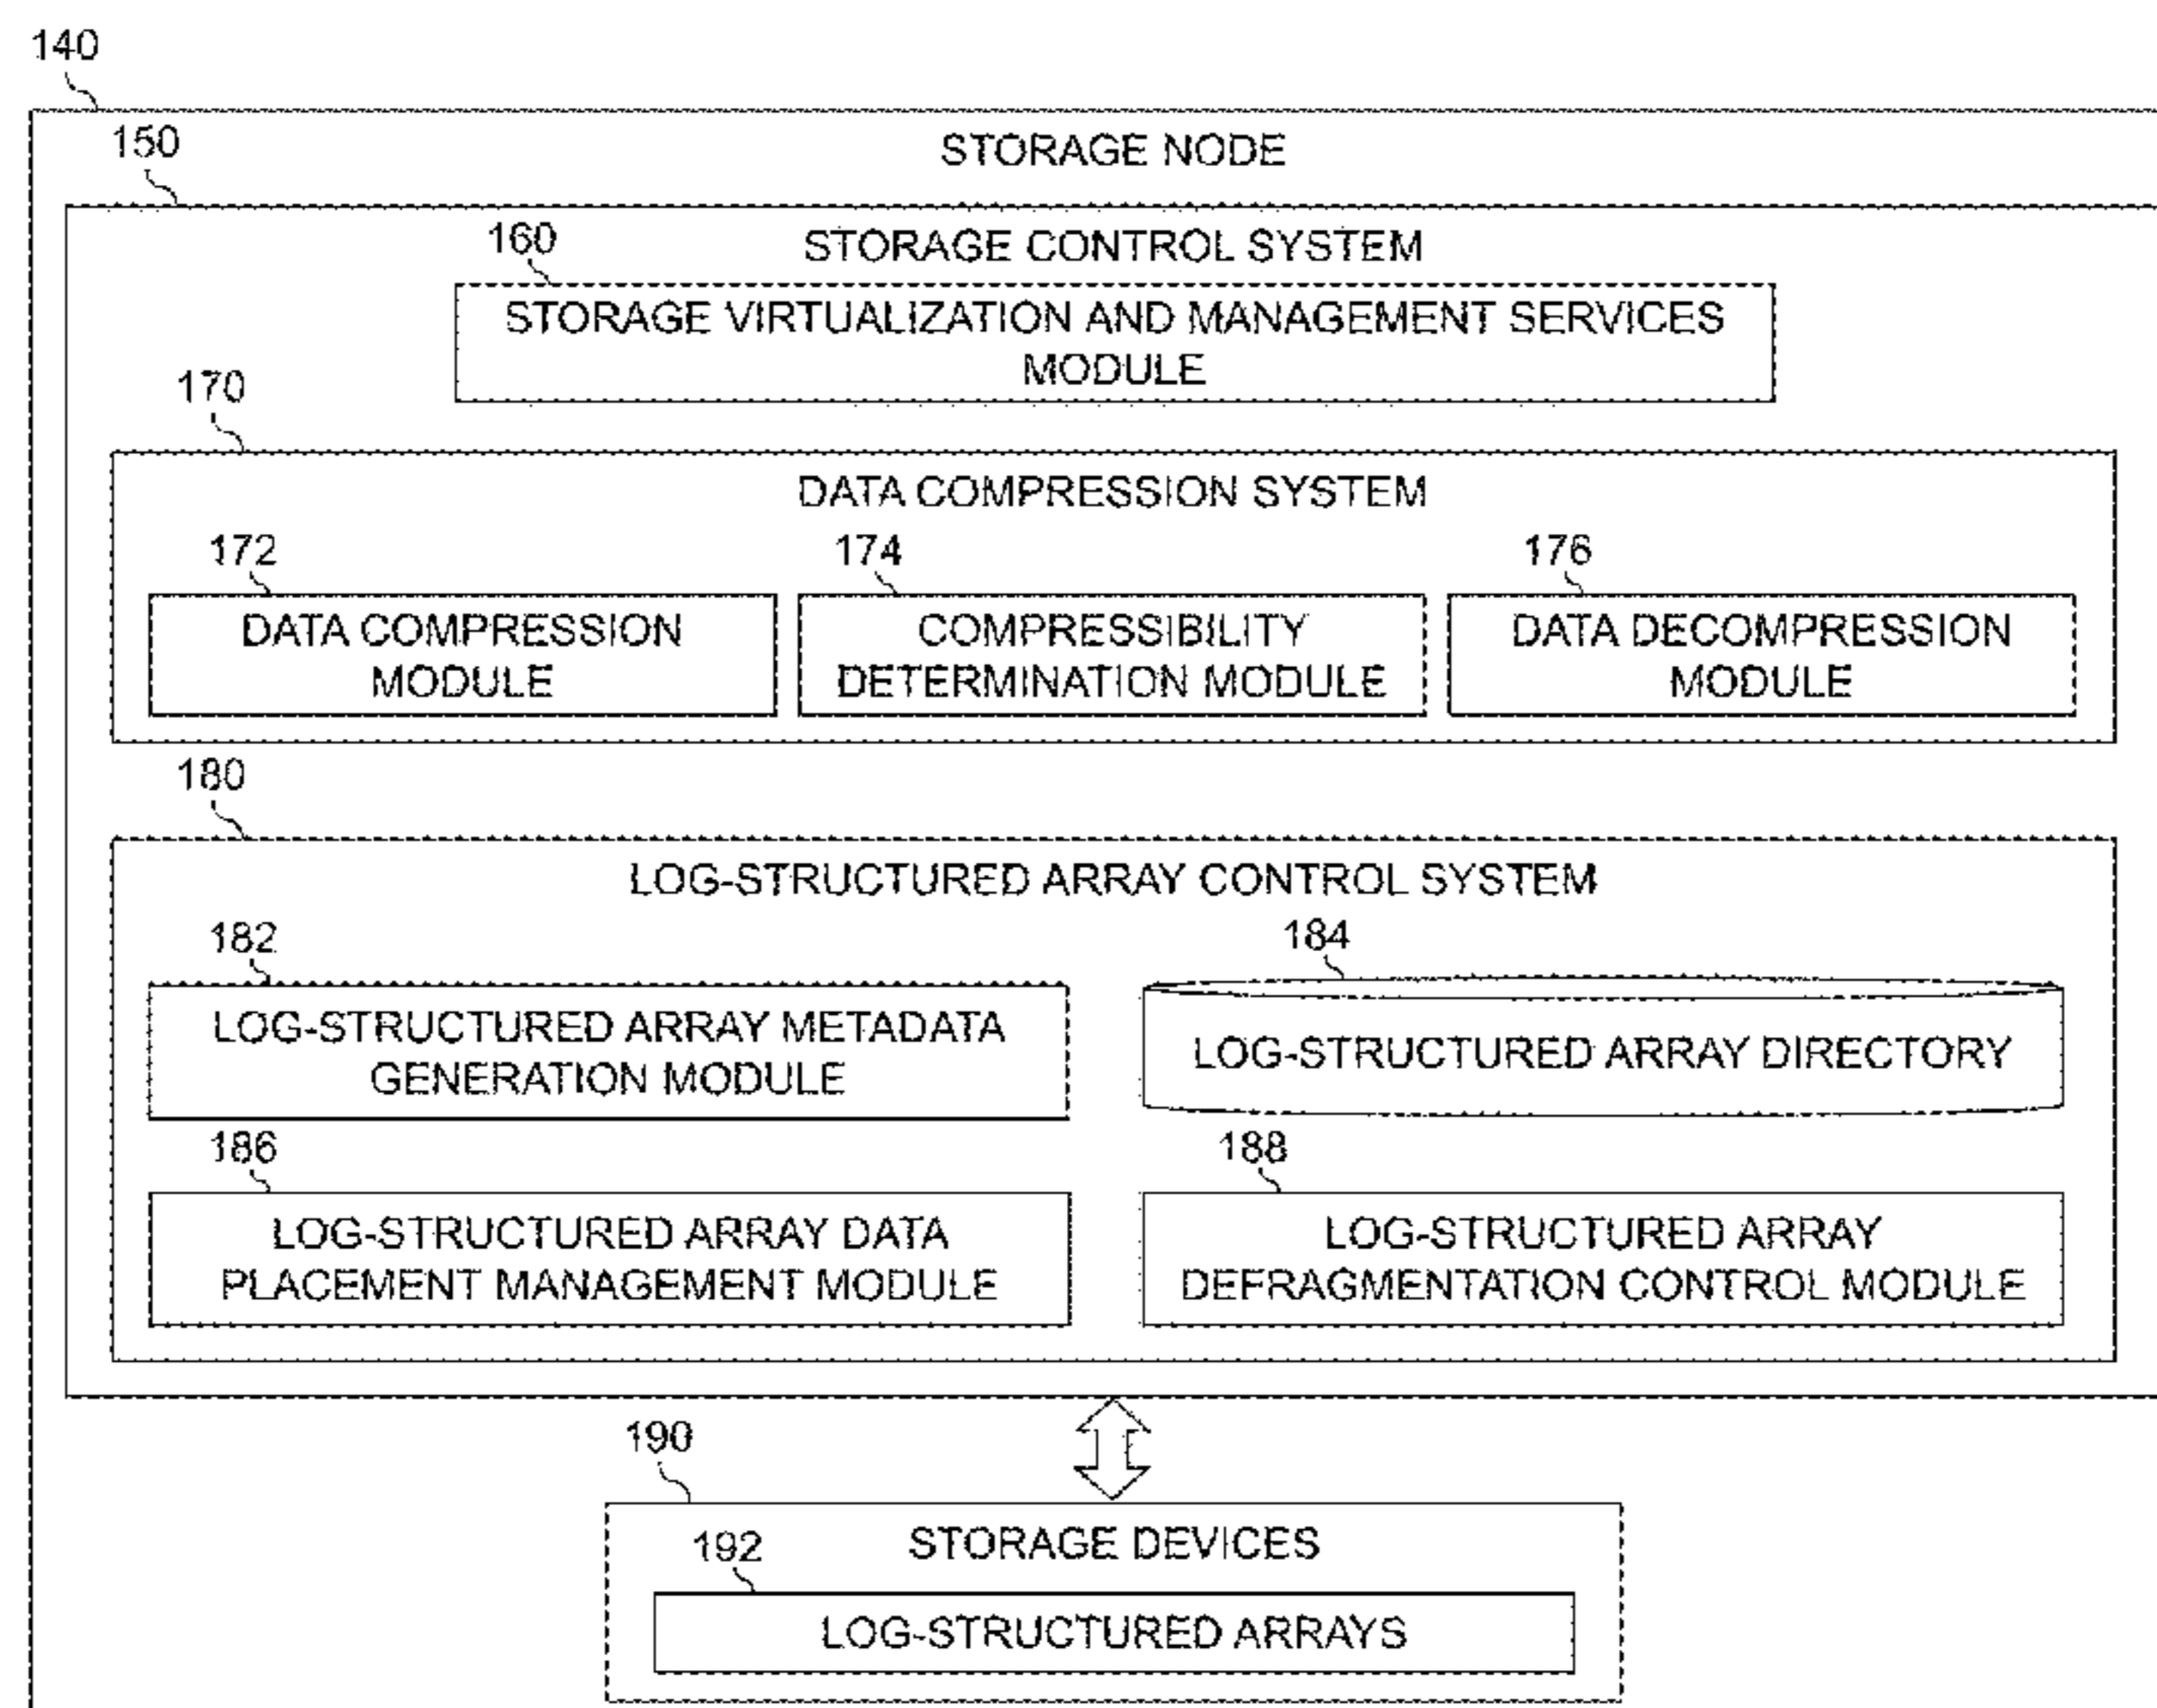 140
STORAGE NODE
150
STORAGE CONTROL SYSTEM
160
STORAGE VIRTUALIZATION AND MANAGEMENT SERVICES
MODULE
170
DATA COMPRESSION SYSTEM
172
DATA COMPRESSION
MODULE
174
COMPRESSIBILITY
DETERMINATION MODULE
176
DATA DECOMPRESSION
MODULE
180
LOG-STRUCTURED ARRAY CONTROL SYSTEM
182
LOG-STRUCTURED ARRAY METADATA
GENERATION MODULE
184
LOG-STRUCTURED ARRAY DIRECTORY
186
LOG-STRUCTURED ARRAY DATA
PLACEMENT MANAGEMENT MODULE
188
LOG-STRUCTURED ARRAY
DEFRAGMENTATION CONTROL MODULE
190
STORAGE DEVICES
192
LOG-STRUCTURED ARRAYS